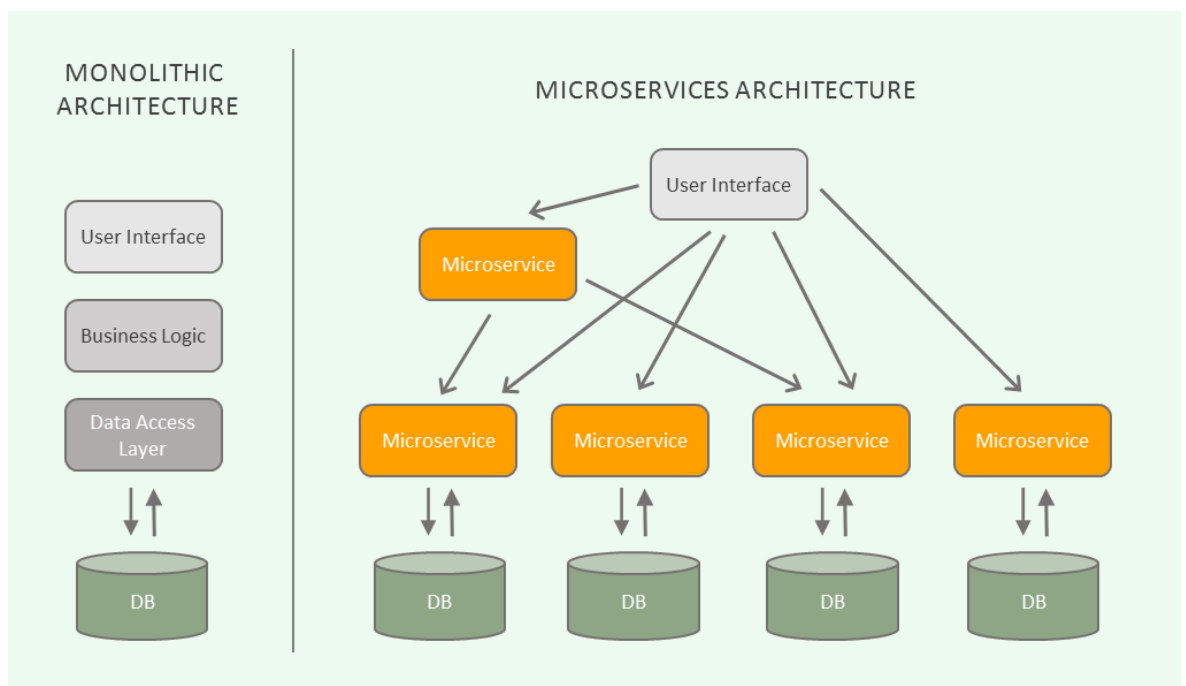 MONOLITHIC
ARCHITECTURE
User Interface
Business Logic
Data Access
Layer
DB
MICROSERVICES ARCHITECTURE
User Interface
Microservice
Microservice
Microservice
Microservice
Microservice
DB
DB
DB
DB